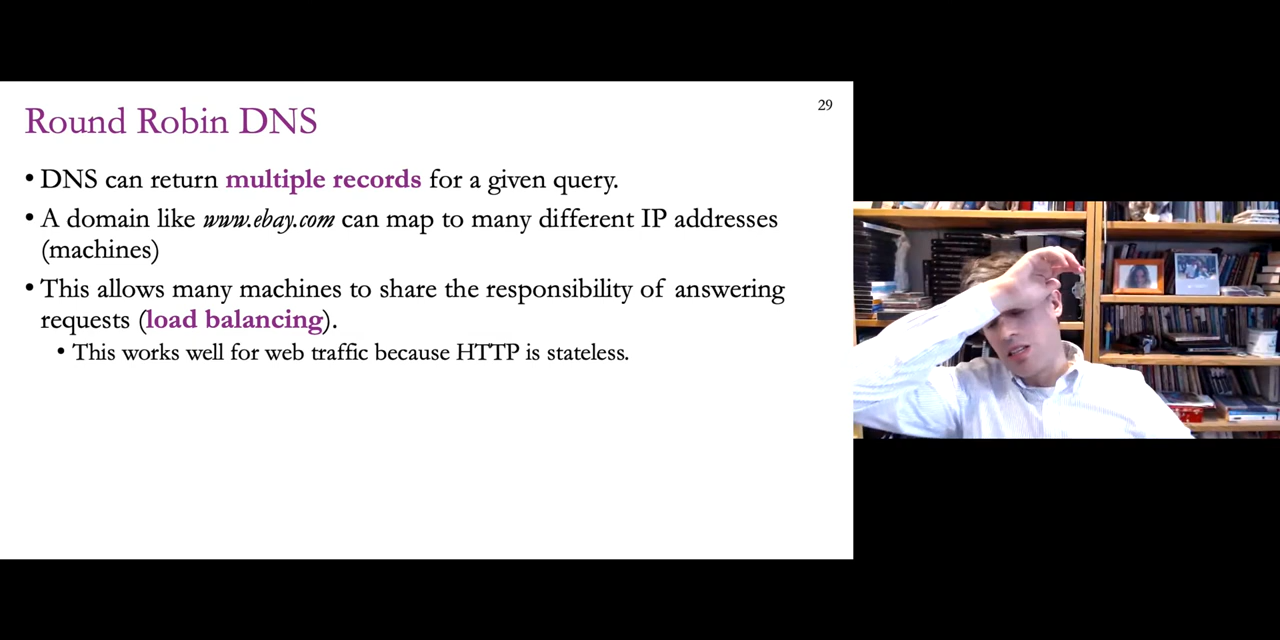 Round Robin DNS
29
• DNS can return multiple records for a given query.
• A domain like www.ebay.com can map to many different IP addresses
(machines)
• This allows many machines to share the responsibility of answering
requests (load balancing).
• This works well for web traffic because HTTP is stateless.